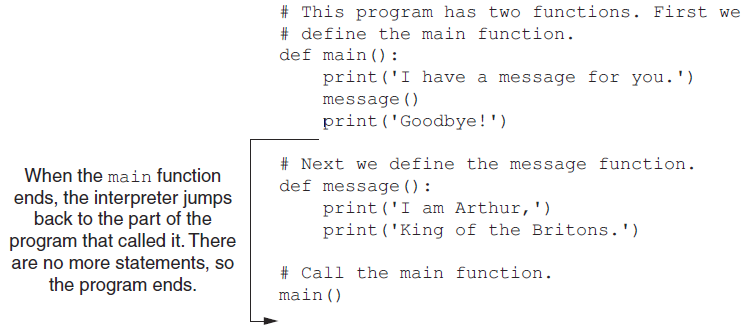 # This program has two functions. First we
# define the main function.
def main():
    print('I have a message for you.')
    message()
    print('Goodbye!')
# Next we define the message function.
def message():
    print('I am Arthur,')
    print('King of the Britons.')
# Call the main function.
main()
When the main function
ends, the interpreter jumps
back to the part of the
program that called it. There
are no more statements, so
the program ends.